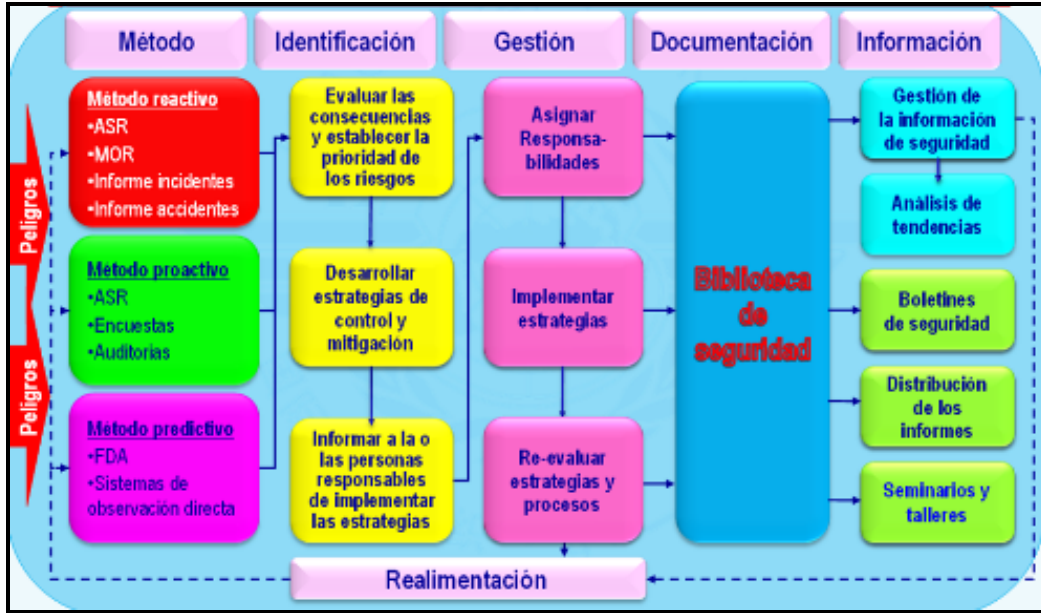 Método
Identificación
Gestión
Documentación
Información
Peligros
Peligros
Método reactivo
•ASR
•MOR
•Informe incidentes
•Informe accidentes
Método proactivo
•ASR
•Encuestas
•Auditorias
Método predictivo
•FDA
•Sistemas de
observación directa
Evaluar las
consecuencias
y establecer la
prioridad de
los riesgos
Desarrollar
estrategias de
control y
mitigación
Informar a la o
las personas
responsables
de implementar
las estrategias
Asignar
Responsa-
bilidades
Implementar
estrategias
Re-evaluar
estrategias y
procesos
Biblioteca
de
seguridad
Gestión de
la información
de seguridad
Análisis de
tendencias
Boletines
de seguridad
Distribución
de los
informes
Seminarios y
talleres
Realimentación